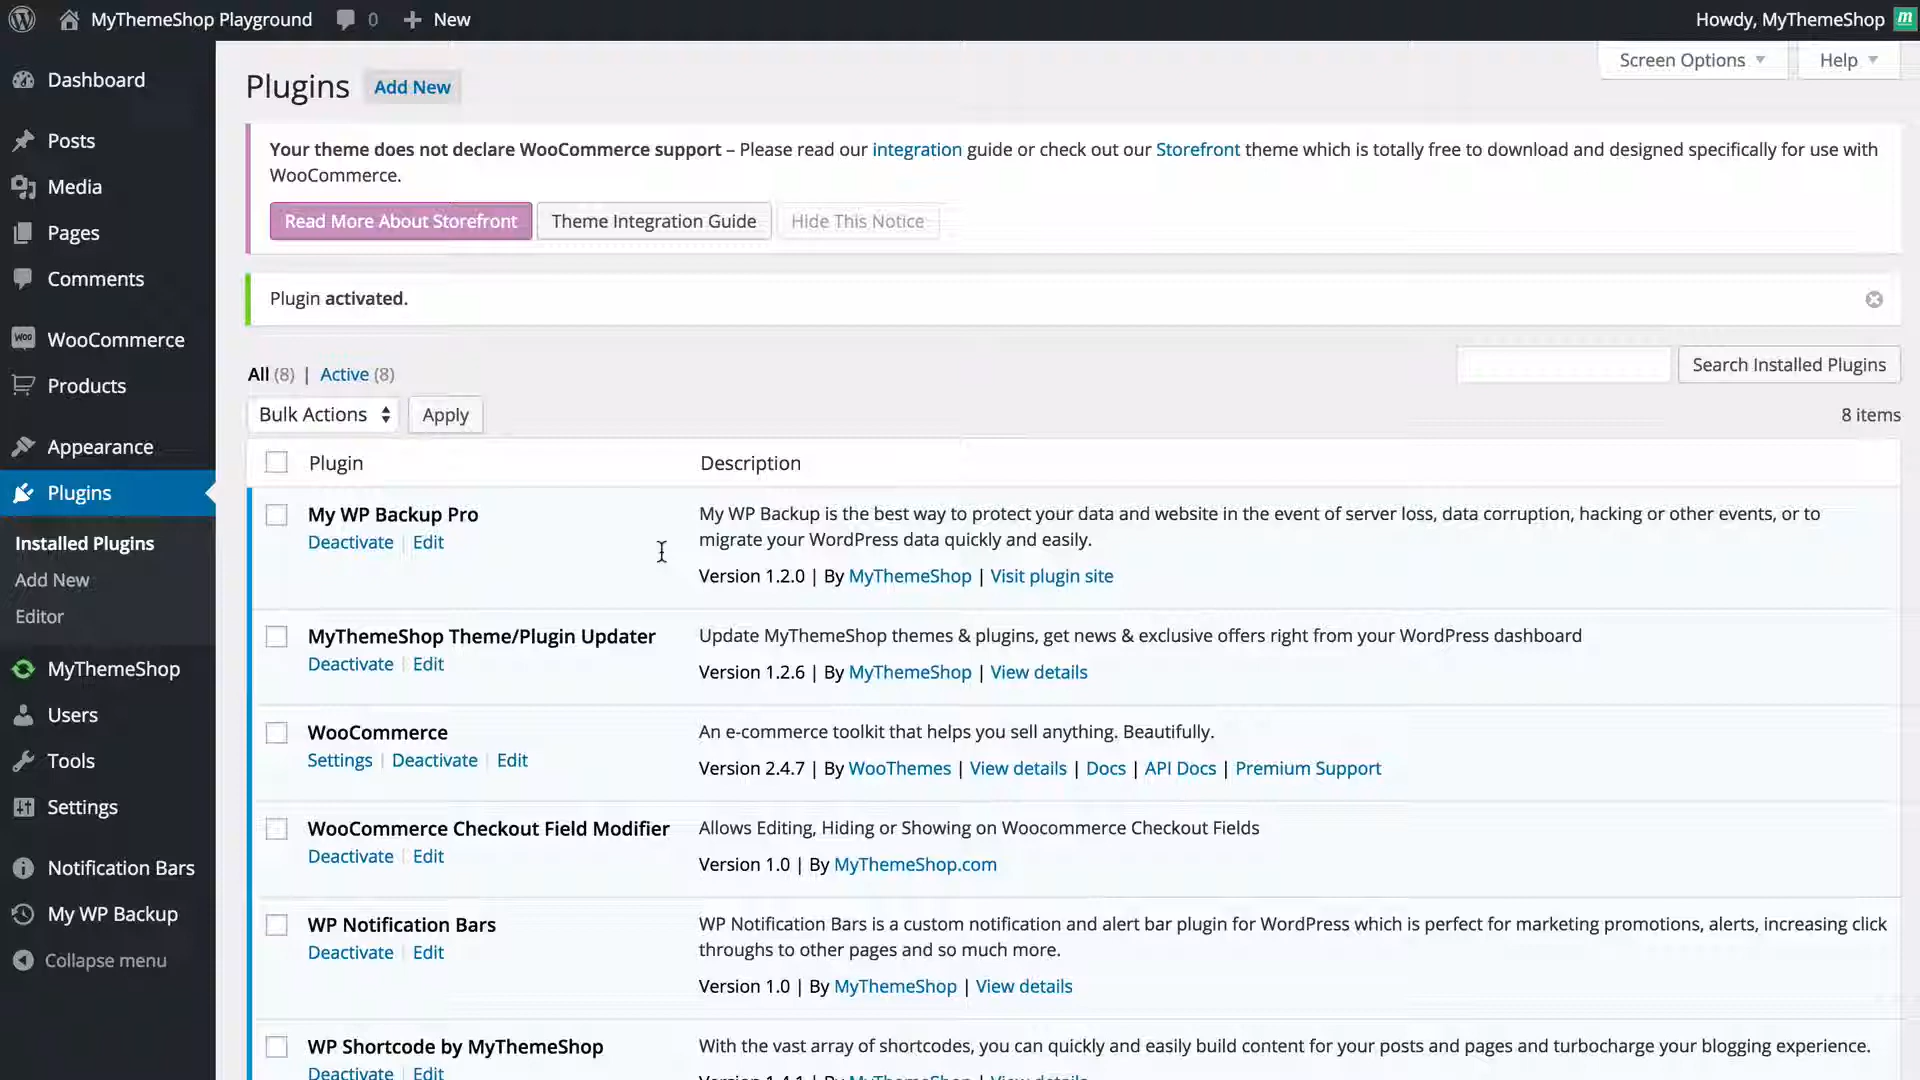 MyThemeShop Playground 0 New Howdy, MyThemeShop m
Screen Options Help
Dashboard
Posts
Media
Pages
Comments
WOO WooCommerce
Products
Appearance
Plugins
Installed Plugins
Add New
Editor
MyThemeShop
Users
Tools
Settings
Notification Bars
My WP Backup
Collapse menu
Plugins Add New
Your theme does not declare WooCommerce support – Please read our integration guide or check out our Storefront theme which is totally free to download and designed specifically for use with
WooCommerce.
Read More About Storefront Theme Integration Guide Hide This Notice
Plugin activated.
All (8) | Active (8)
Search Installed Plugins
Bulk Actions Apply 8 items
Plugin Description
My WP Backup Pro
Deactivate | Edit
My WP Backup is the best way to protect your data and website in the event of server loss, data corruption, hacking or other events, or to
migrate your WordPress data quickly and easily.
Version 1.2.0 | By MyThemeShop | Visit plugin site
MyThemeShop Theme/Plugin Updater
Deactivate | Edit
Update MyThemeShop themes & plugins, get news & exclusive offers right from your WordPress dashboard
Version 1.2.6 | By MyThemeShop | View details
WooCommerce
Settings | Deactivate | Edit
An e-commerce toolkit that helps you sell anything. Beautifully.
Version 2.4.7 | By WooThemes | View details | Docs | API Docs | Premium Support
WooCommerce Checkout Field Modifier
Deactivate | Edit
Allows Editing, Hiding or Showing on Woocommerce Checkout Fields
Version 1.0 | By MyThemeShop.com
WP Notification Bars
Deactivate | Edit
WP Notification Bars is a custom notification and alert bar plugin for WordPress which is perfect for marketing promotions, alerts, increasing click
throughs to other pages and so much more.
Version 1.0 | By MyThemeShop | View details
WP Shortcode by MyThemeShop
Deactivate | Edit
With the vast array of shortcodes, you can quickly and easily build content for your posts and pages and turbocharge your blogging experience.
Version 1.4.1 | By MyThemeShop | View details